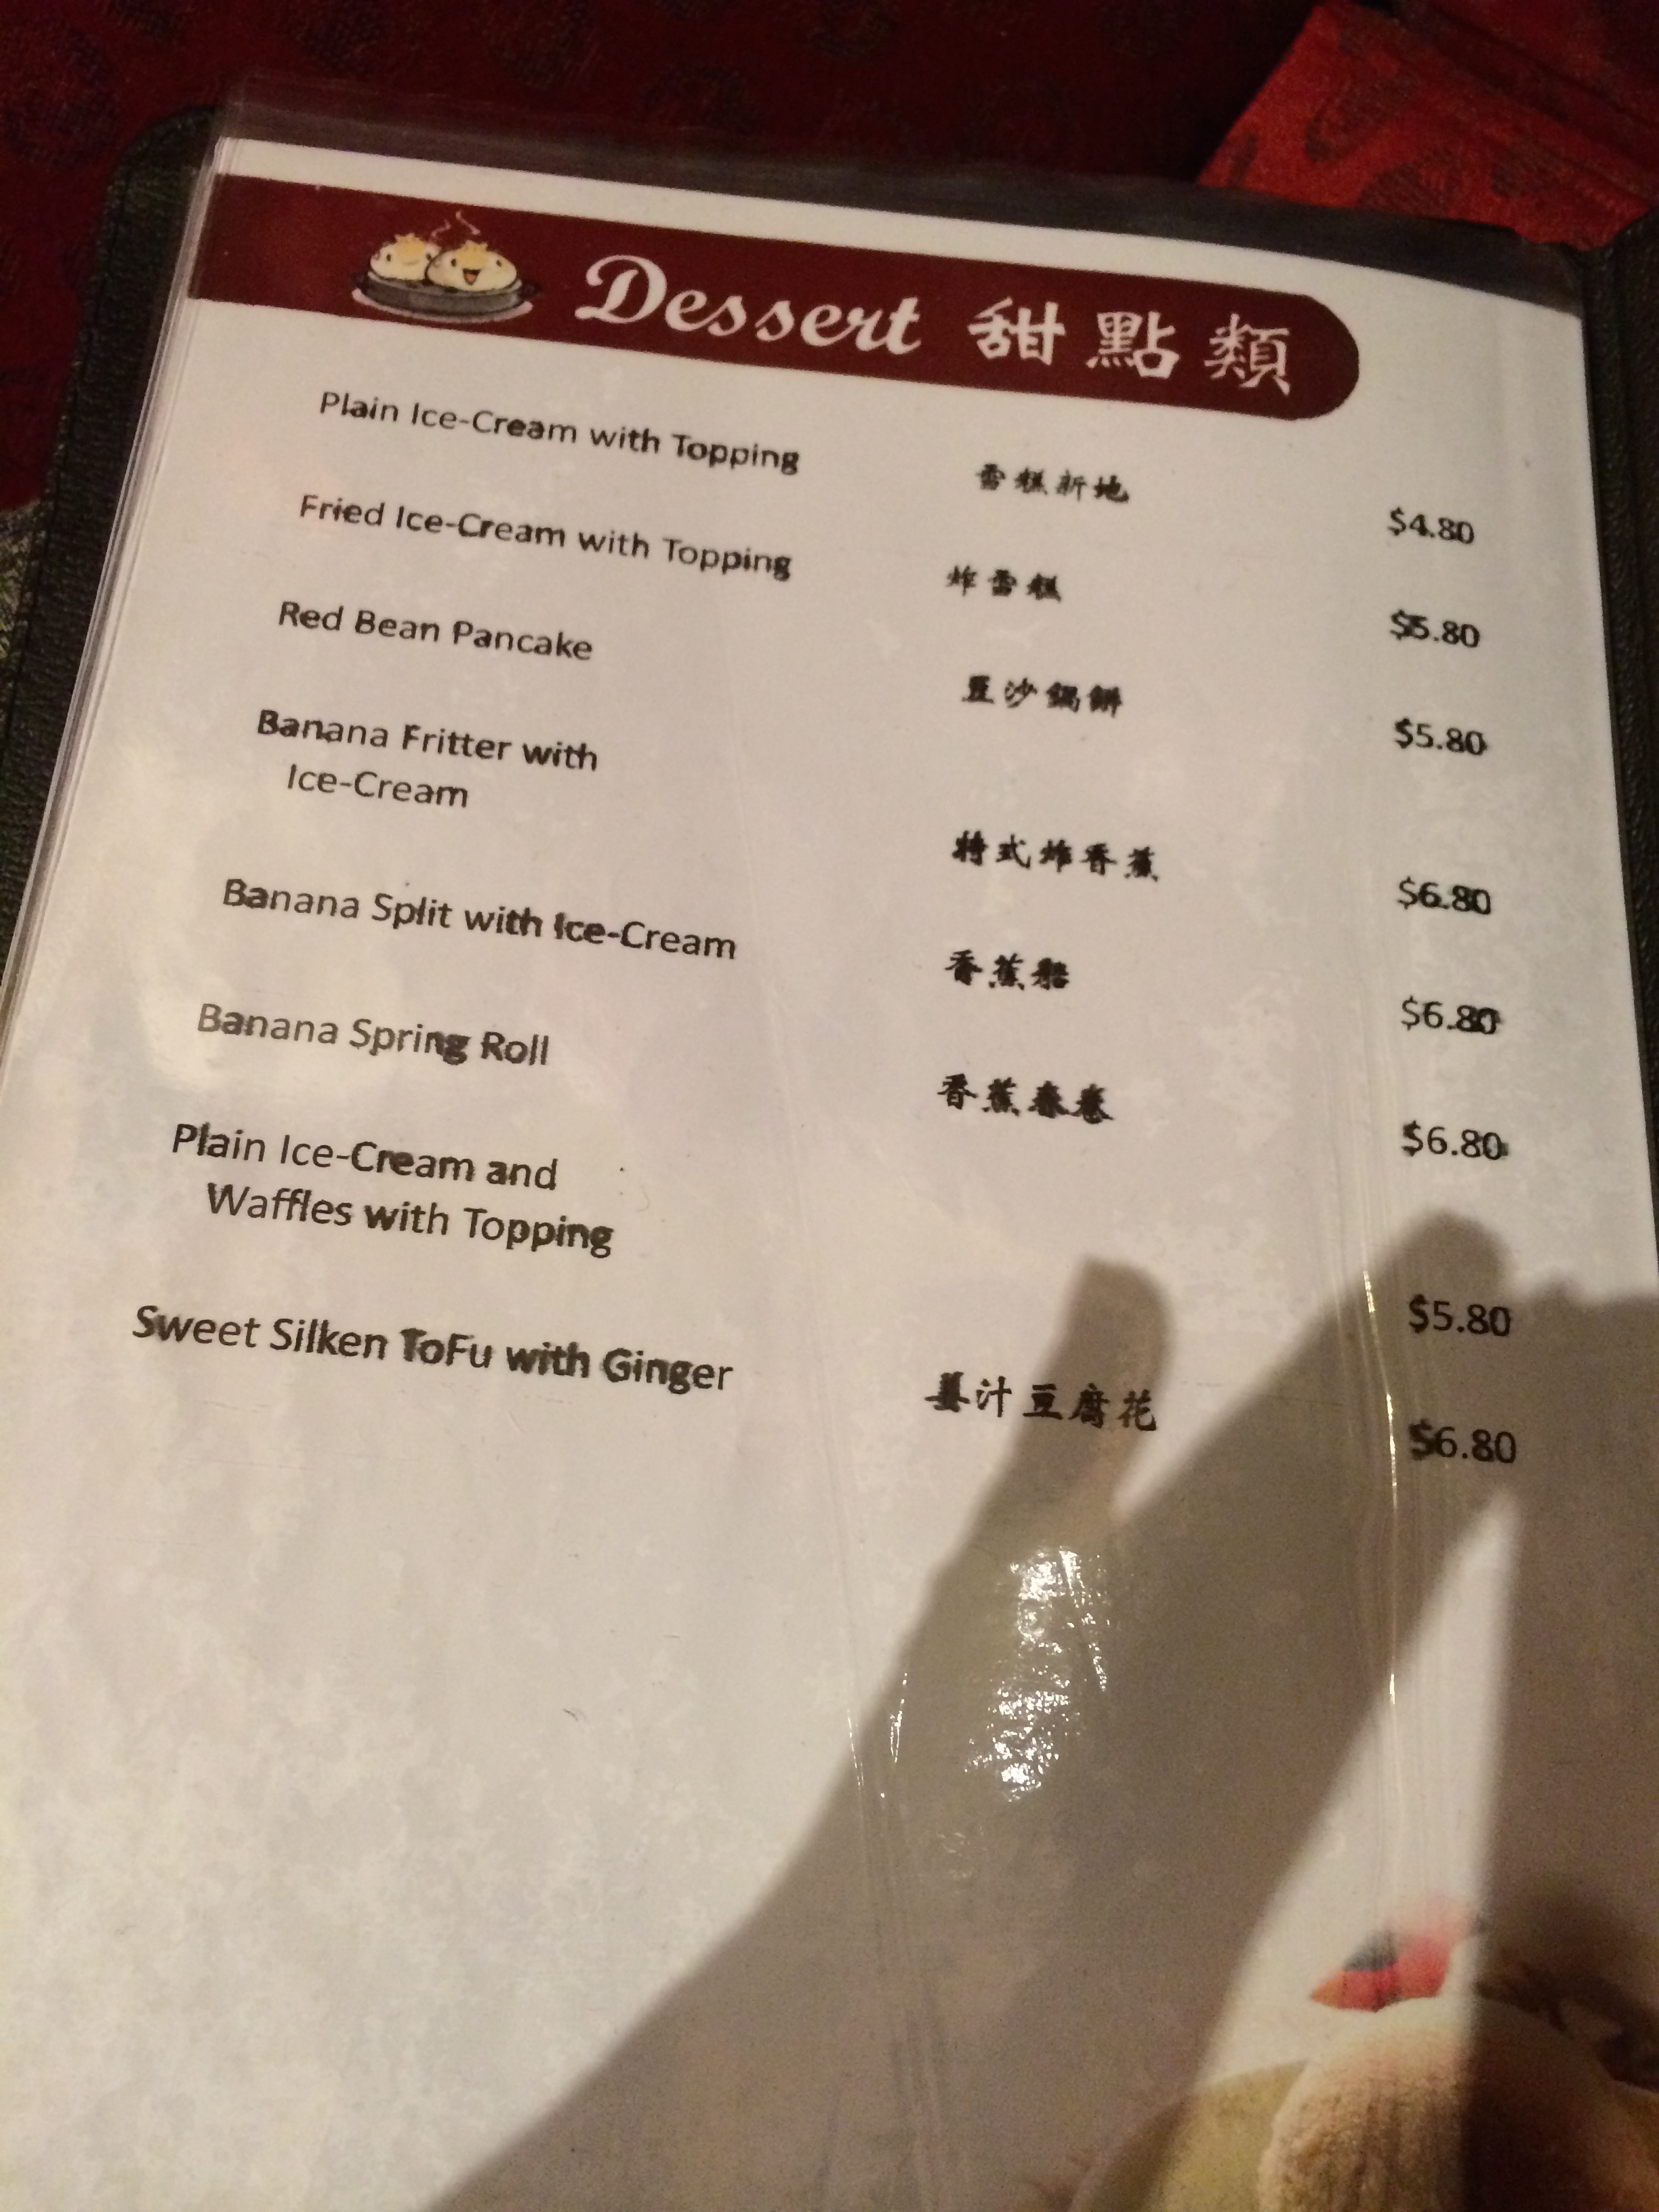 Dessert 甜點類
Plain Ice-Cream with Topping 雪糕新地 $4.80
Fried Ice-Cream with Topping 炸雪糕 $5.80
Red Bean Pancake 豆沙鍋餅 $5.80
Banana Fritter with
Ice-Cream 特式炸香蕉 $6.80
Banana Split with Ice-Cream 香蕉船 $6.80
Banana Spring Roll 香蕉春卷 $6.80
Plain Ice-Cream and
Waffles with Topping $5.80
Sweet Silken ToFu with Ginger 姜汁豆腐花 $6.80